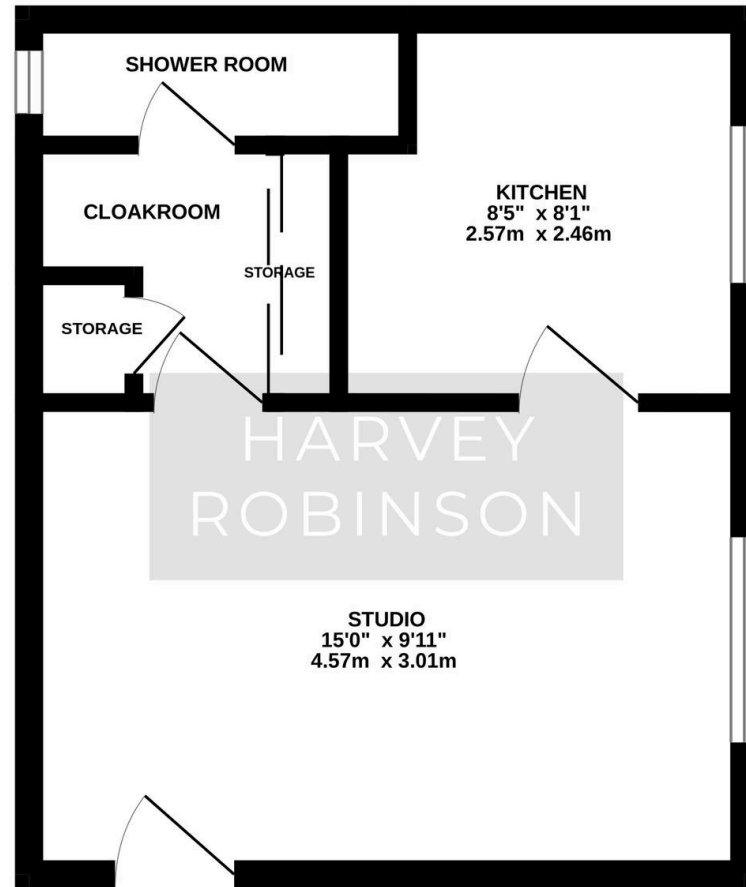 SHOWER ROOM
KITCHEN
8'5" x 8'1"
2.57m x 2.46m
CLOAKROOM
STORAGE
STORAGE
HARVEY
ROBINSON
STUDIO
15'0" x 9'11"
4.57m x 3.01m